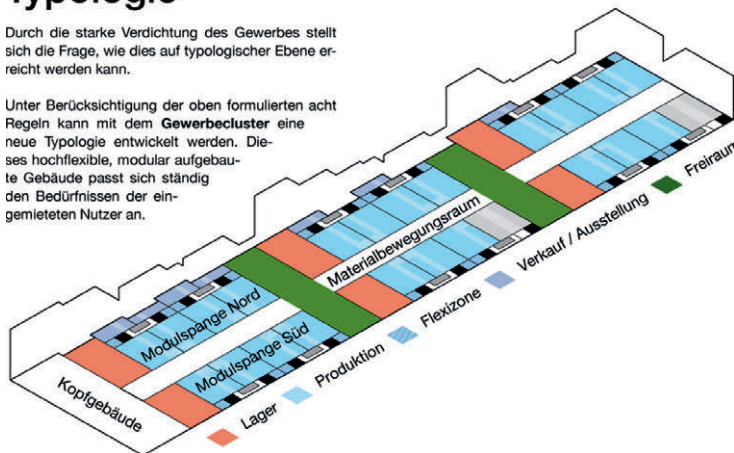 Typologie
Durch die starke Verdichtung des Gewerbes stellt
sich die Frage, wie dies auf typologischer Ebene er-
reicht werden kann.
Unter Berücksichtigung der oben formulierten acht
Regeln kann mit dem Gewerbecluster eine
neue Typologie entwickelt werden. Die-
ses hochflexible, modular aufgebau-
te Gebäude passt sich ständig
den Bedürfnissen der ein-
gemieteten Nutzer an.
Materialbewegungsraum
Modulspange Nord
Modulspange Süd
Kopfgebäude
Lager
Produktion
Flexizone
Verkauf / Ausstellung
Freiraum